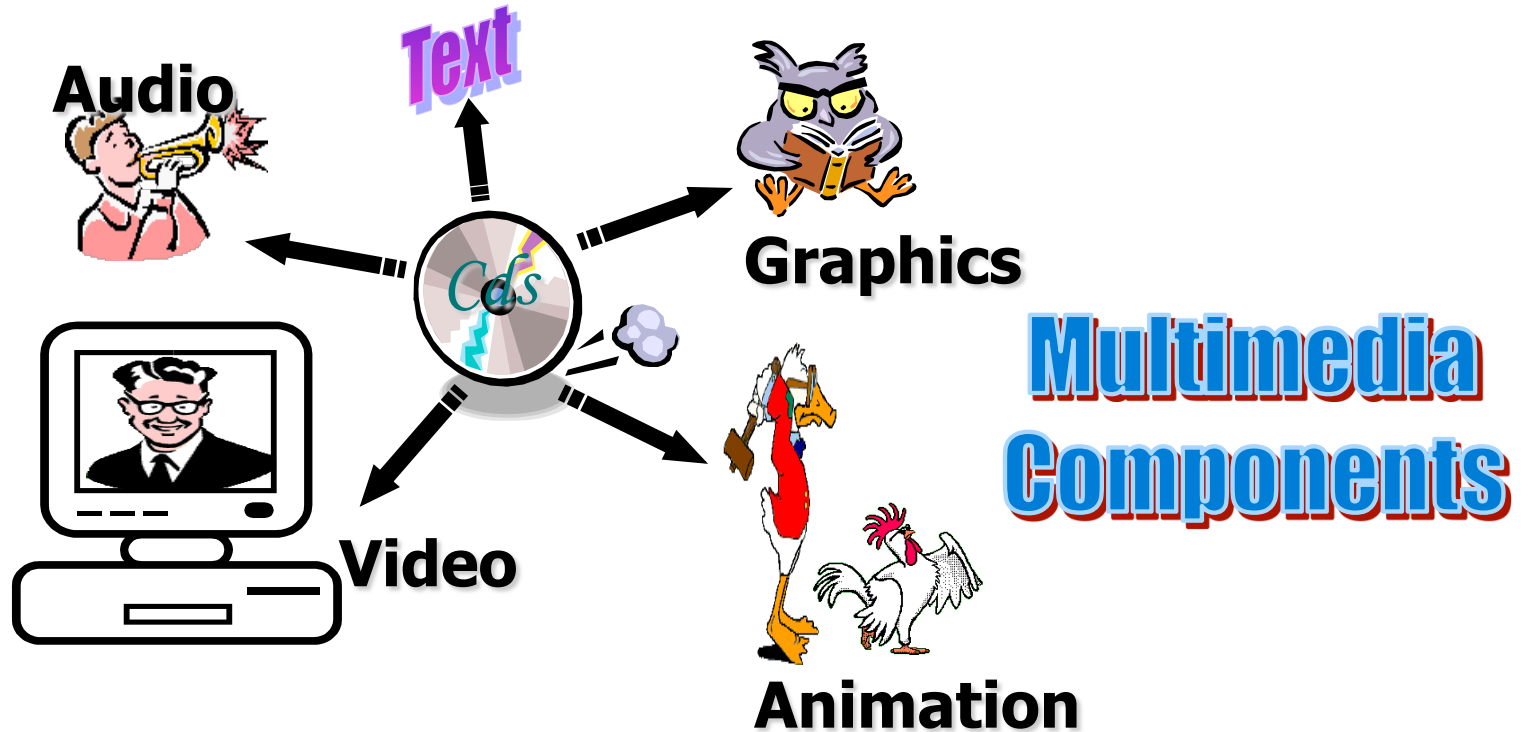 Text
Audio
Graphics
Cds
Multimedia
Components
Video
Animation